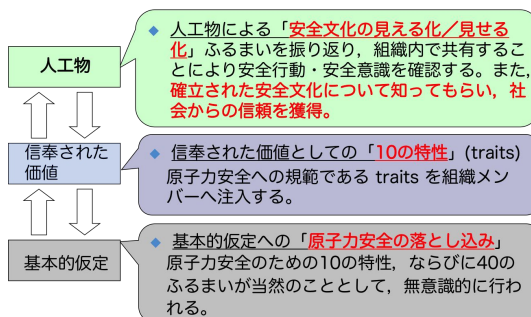 人工物
◆ 人工物による「安全文化の見える化／見せる
化」ふるまいを振り返り，組織内で共有するこ
とにより安全行動・安全意識を確認する。また，
確立された安全文化について知ってもらい，社
会からの信頼を獲得。
信奉された
価値
◆ 信奉された価値としての「10の特性」(traits)
原子力安全への規範である traits を組織メン
バーへ注入する。
基本的仮定
◆ 基本的仮定への「原子力安全の落とし込み」
原子力安全のための10の特性，ならびに40の
ふるまいが当然のこととして，無意識的に行わ
れる。